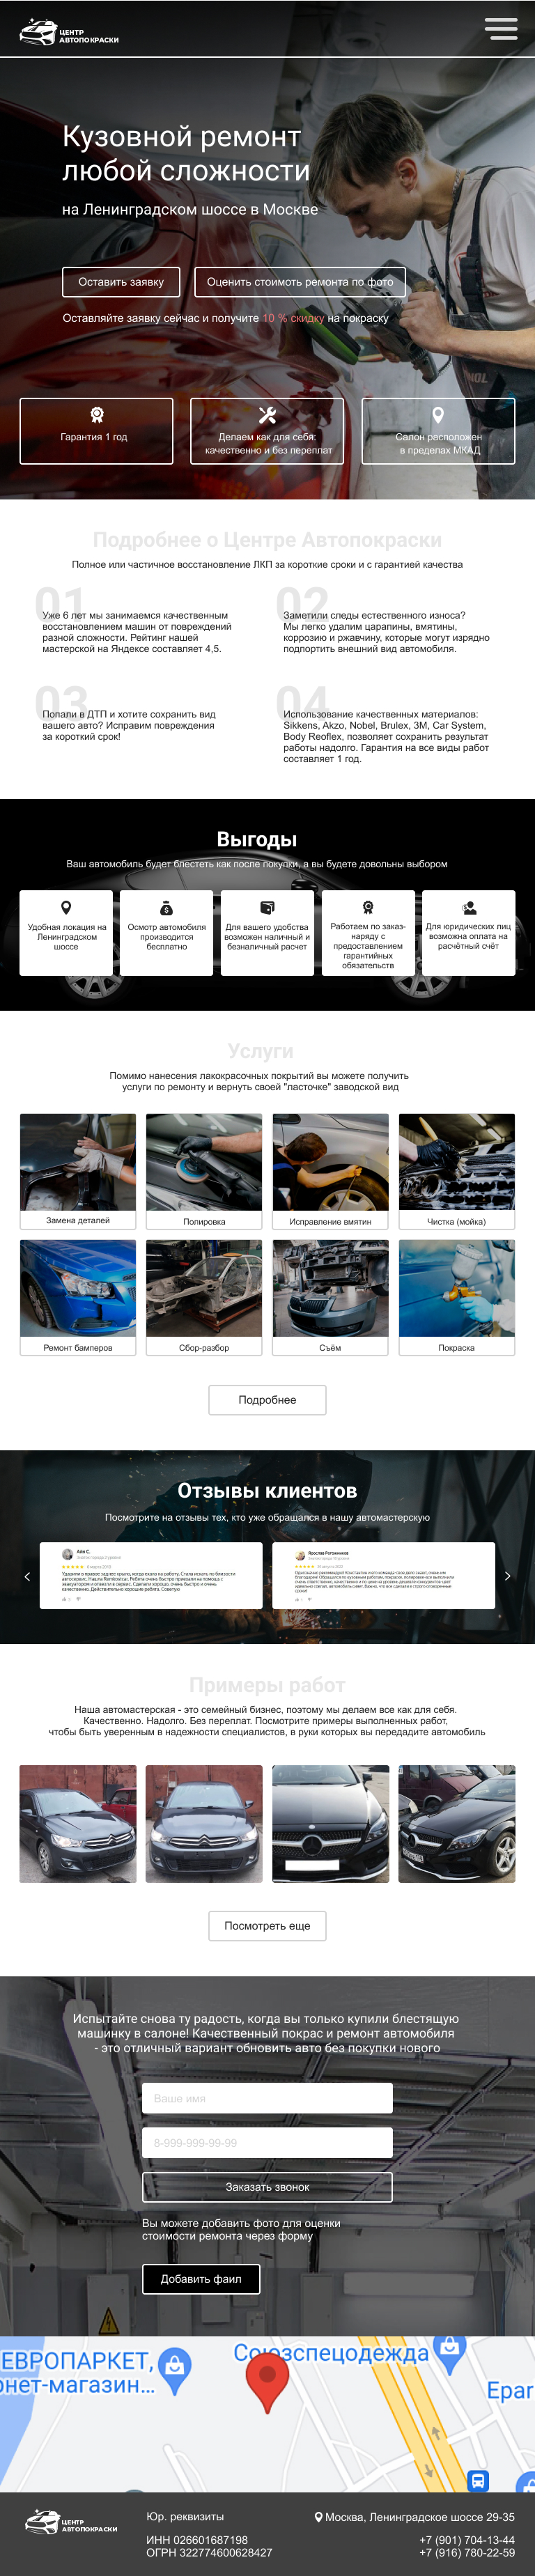 ЦЕНТР
АВТОПОКРАСКИ
Кузовной ремонт
любой сложности
на Ленинградском шоссе в Москве
Оставить заявку
Оценить стоимоть ремонта по фото
Оставляйте заявку сейчас и получите 10 % скидку на покраску
Гарантия 1 год
Делаем как для себя:
качественно и без переплат
Салон расположен
в пределах МКАД
Подробнее о Центре Автопокраски
Полное или частичное восстановление ЛКП за короткие сроки и с гарантией качества
01
Уже 6 лет мы занимаемся качественным
восстановлением машин от повреждений
разной сложности. Рейтинг нашей
мастерской на Яндексе составляет 4,5.
02
Заметили следы естественного износа?
Мы легко удалим царапины, вмятины,
коррозию и ржавчину, которые могут изрядно
подпортить внешний вид автомобиля.
03
Попали в ДТП и хотите сохранить вид
вашего авто? Исправим повреждения
за короткий срок!
04
Использование качественных материалов:
Sikkens, Akzo, Nobel, Brulex, 3M, Car System,
Body Reoflex, позволяет сохранить результат
работы надолго. Гарантия на все виды работ
составляет 1 год.
Выгоды
Ваш автомобиль будет блестеть как после покупки, а вы будете довольны выбором
Удобная локация на
Ленинградском
шоссе
Осмотр автомобиля
производится
бесплатно
Для вашего удобства
возможен наличный и
безналичный расчет
Работаем по заказ-
наряду с
предоставлением
гарантийных
обязательств
Для юридических лиц
возможна оплата на
расчётный счёт
Услуги
Помимо нанесения лакокрасочных покрытий вы можете получить
услуги по ремонту и вернуть своей "ласточке" заводской вид
Замена деталей
Полировка
Исправление вмятин
Чистка (мойка)
Ремонт бамперов
Сбор-разбор
Съём
Покраска
Подробнее
Отзывы клиентов
Посмотрите на отзывы тех, кто уже обращался в нашу автомастерскую
Айя С.
Ярослав Рогожников
Примеры работ
Наша автомастерская - это семейный бизнес, поэтому мы делаем все как для себя.
Качественно. Надолго. Без переплат. Посмотрите примеры выполненных работ,
чтобы быть уверенным в надежности специалистов, в руки которых вы передадите автомобиль
Посмотреть еще
Испытайте снова ту радость, когда вы только купили блестящую
машинку в салоне! Качественный покрас и ремонт автомобиля
- это отличный вариант обновить авто без покупки нового
Ваше имя
8-999-999-99-99
Заказать звонок
Вы можете добавить фото для оценки
стоимости ремонта через форму
Добавить фаил
ЕВРОПАРКЕТ,
рнет-магазин...
Союзспецодежда
Epar
ЦЕНТР
АВТОПОКРАСКИ
Юр. реквизиты
ИНН 026601687198
ОГРН 322774600628427
Москва, Ленинградское шоссе 29-35
+7 (901) 704-13-44
+7 (916) 780-22-59